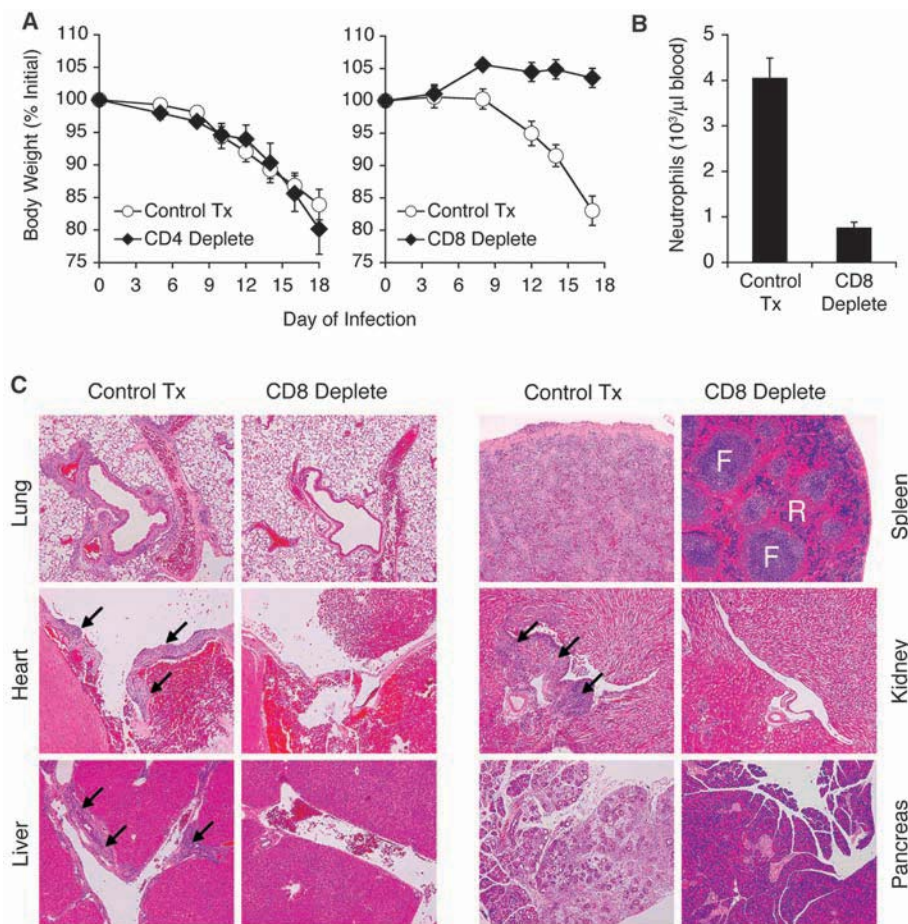 A
B
Body Weight (% Initial)
105
100
95
90
85
80
75
Control Tx
CD4 Deplete
0 3 6 9 12 15 18
105
100
95
90
85
80
75
Control Tx
CD8 Deplete
0 3 6 9 12 15 18
Day of Infection
Neutrophils (10³/µl blood)
5
4
3
2
1
0
Control
Tx
CD8
Deplete
C
Control Tx
CD8 Deplete
Control Tx
CD8 Deplete
Lung
F
R
F
Spleen
Heart
Kidney
Liver
Pancreas